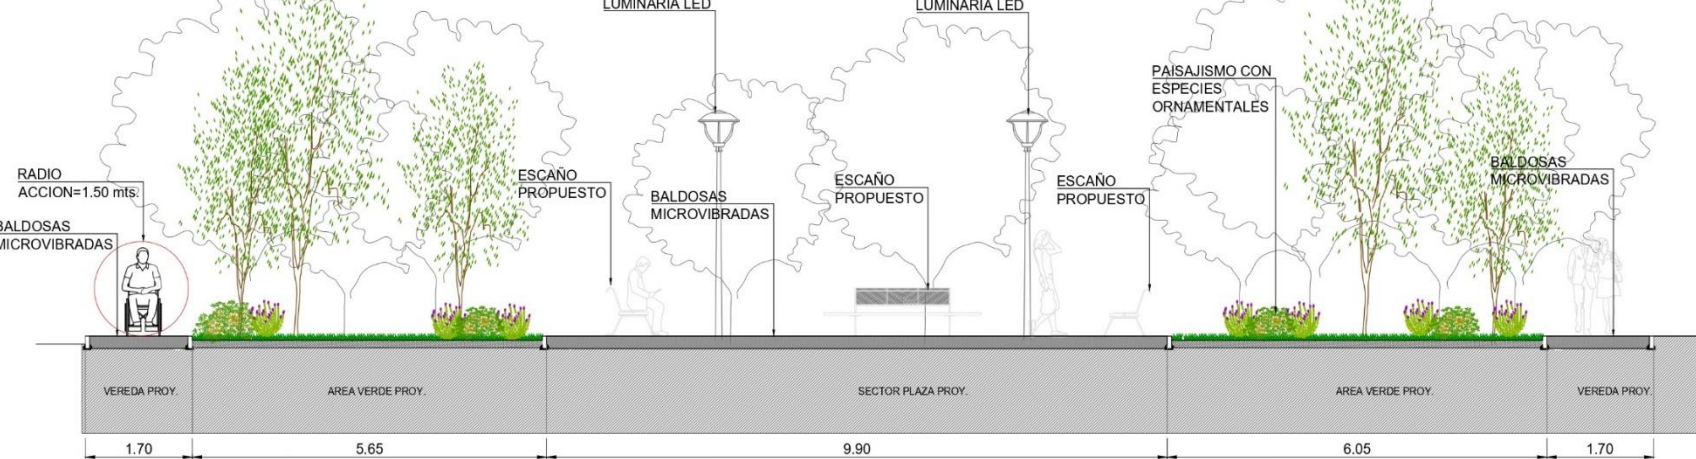 LUMINARIA LED
LUMINARIA LED
PAISAJISMO CON
ESPECIES
ORNAMENTALES
RADIO
ACCION=1.50 mts.
BALDOSAS
MICROVIBRADAS
ESCAÑO
PROPUESTO
BALDOSAS
MICROVIBRADAS
ESCAÑO
PROPUESTO
ESCAÑO
PROPUESTO
BALDOSAS
MICROVIBRADAS
VEREDA PROY.
AREA VERDE PROY.
SECTOR PLAZA PROY.
AREA VERDE PROY.
VEREDA PROY.
1.70
5.65
9.90
6.05
1.70